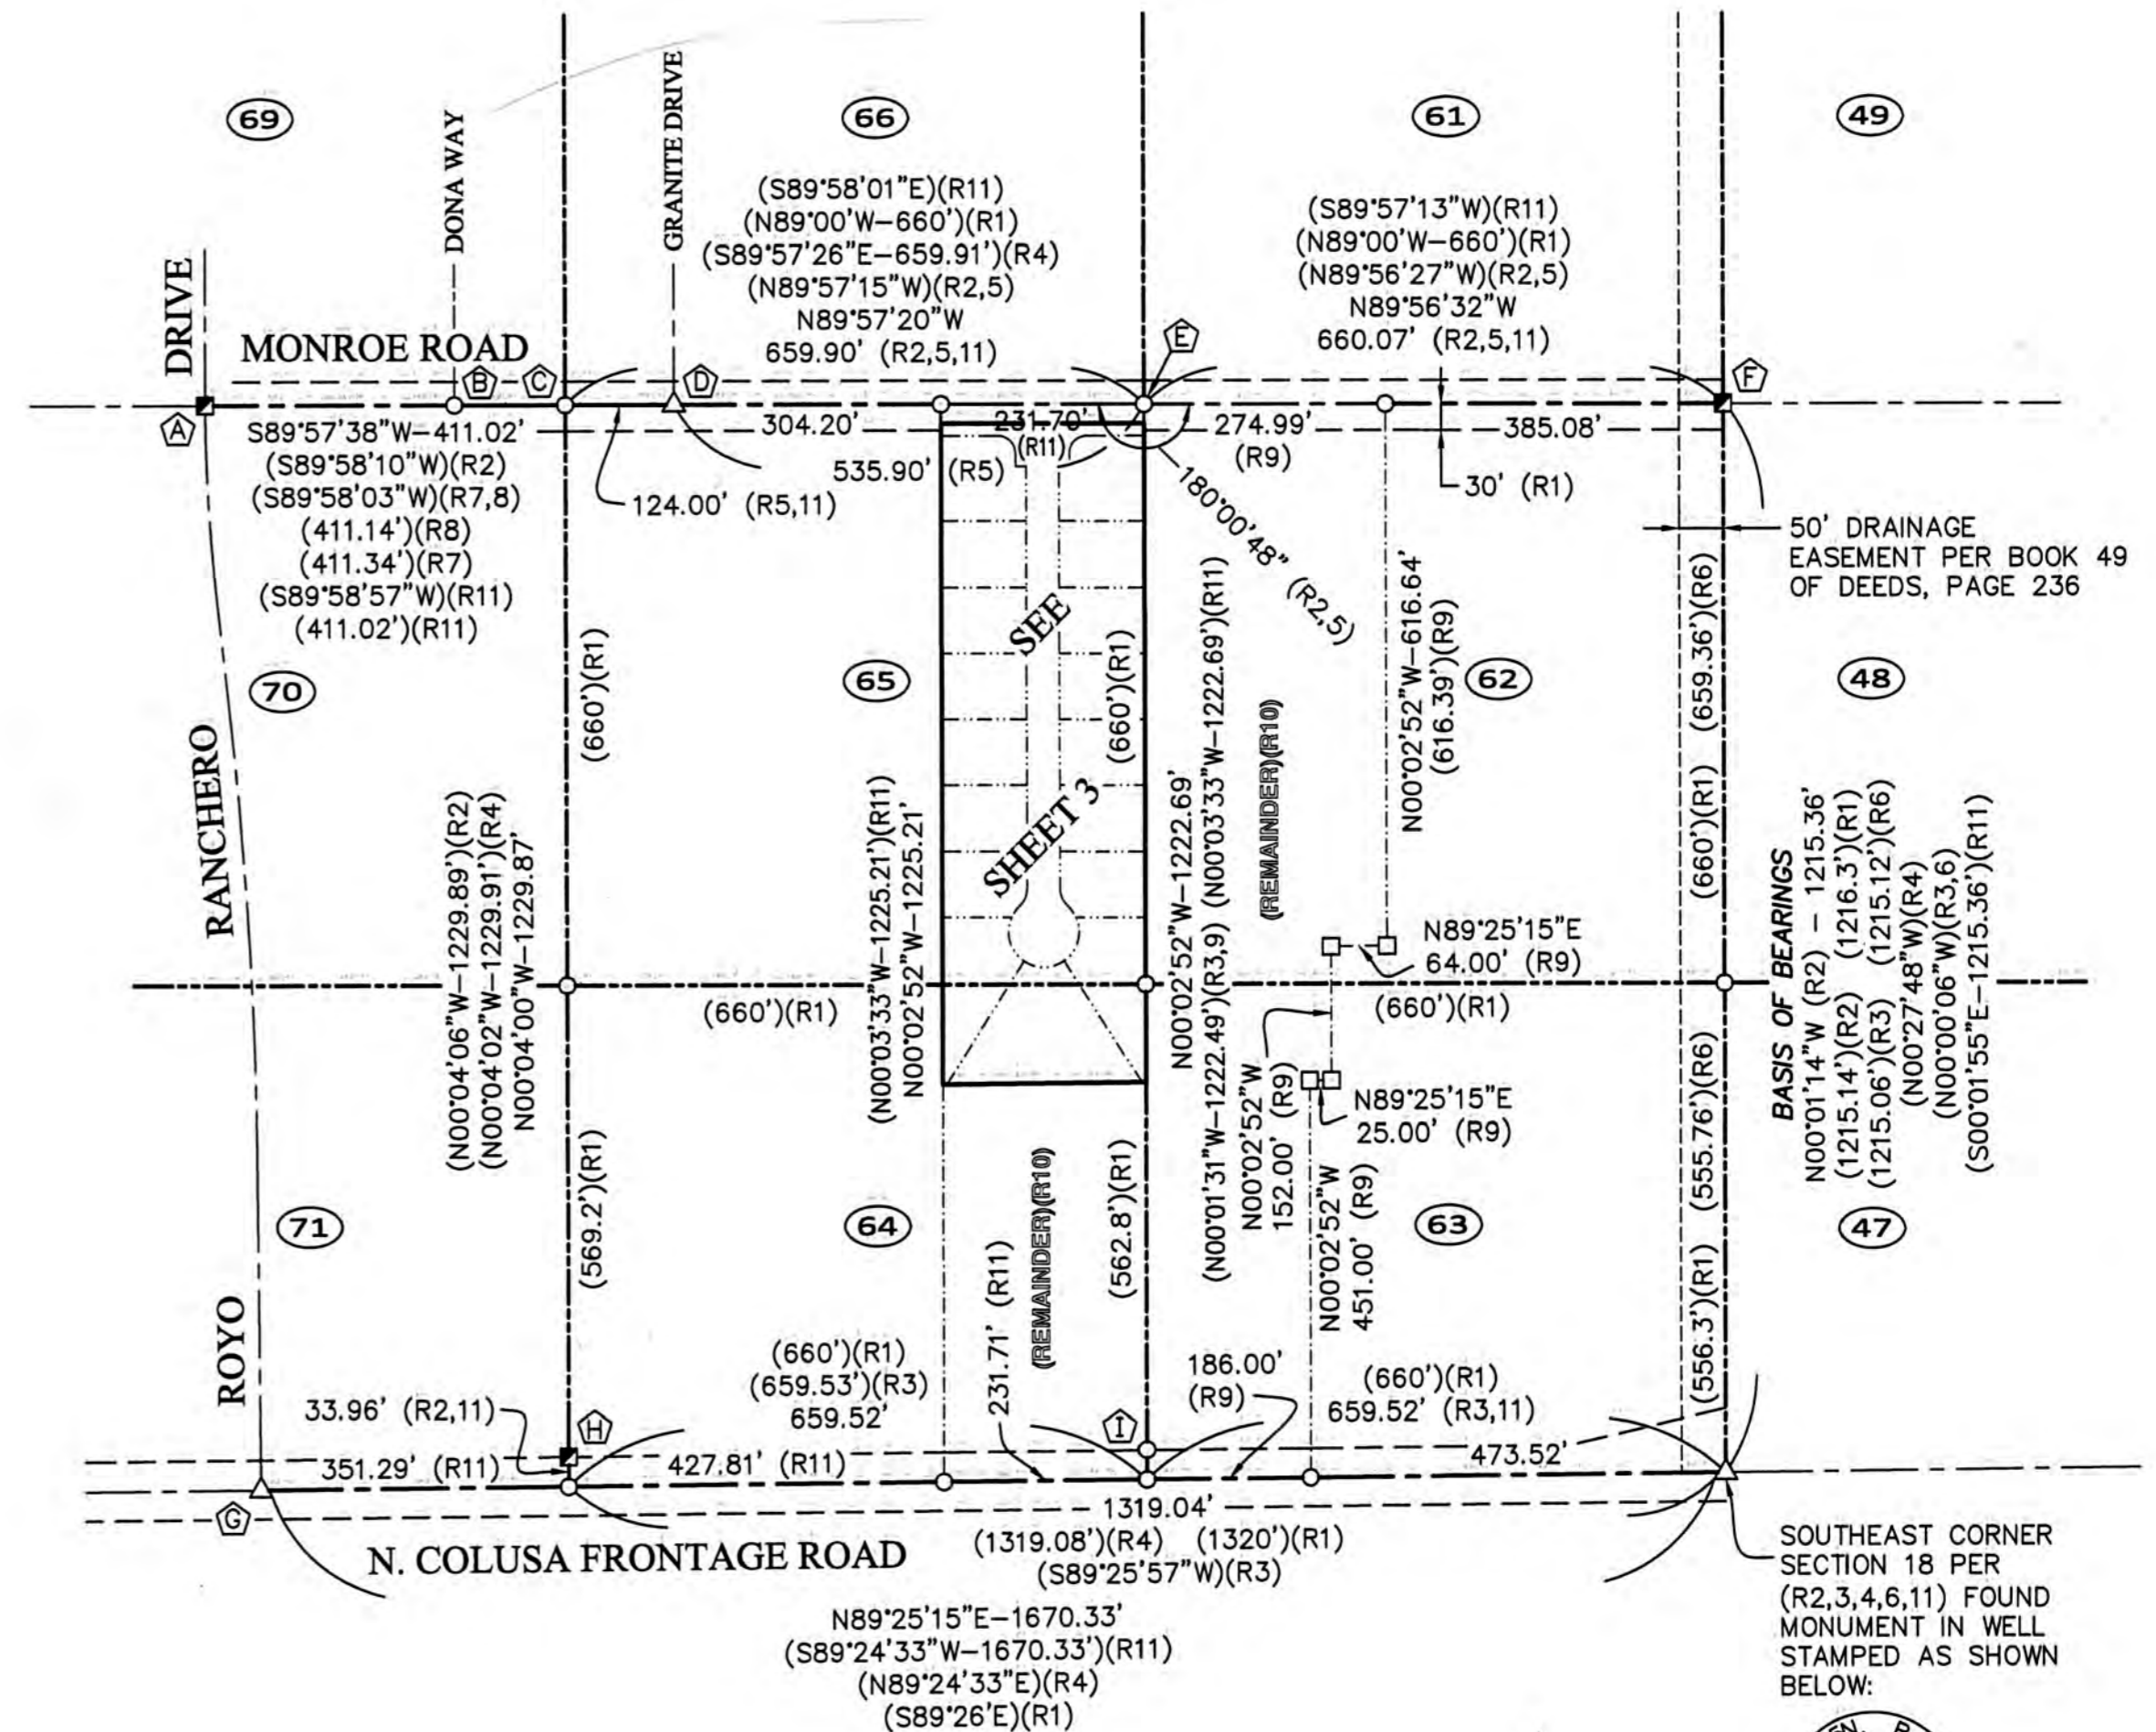 69
66
61
49
DONA WAY
GRANITE DRIVE
(S89°58'01"E)(R11)
(N89°00'W–660')(R1)
(S89°57'26"E–659.91')(R4)
(N89°57'15"W)(R2,5)
N89°57'20"W
659.90' (R2,5,11)
(S89°57'13"W)(R11)
(N89°00'W–660')(R1)
(N89°56'27"W)(R2,5)
N89°56'32"W
660.07' (R2,5,11)
DRIVE
MONROE ROAD
A
B
C
D
E
F
S89°57'38"W–411.02'
(S89°58'10"W)(R2)
(S89°58'03"W)(R7,8)
(411.14')(R8)
(411.34')(R7)
(S89°58'57"W)(R11)
(411.02')(R11)
124.00' (R5,11)
304.20'
535.90' (R5)
231.70'
(R11)
274.99'
(R9)
385.08'
30' (R1)
180°00'48" (R2,5)
50' DRAINAGE
EASEMENT PER BOOK 49
OF DEEDS, PAGE 236
70
65
62
48
RANCHERO
(660')(R1)
SEE
SHEET 3
(660')(R1)
(N00°04'06"W–1229.89')(R2)
(N00°04'02"W–1229.91')(R4)
N00°04'00"W–1229.87'
(N00°03'33"W–1225.21')(R11)
N00°02'52"W–1225.21'
N00°02'52"W–1222.69'
(N00°01'31"W–1222.49')(R3,9) (N00°03'33"W–1222.69')(R11)
(REMAINDER)(R10)
N00°02'52"W–616.64'
(616.39')(R9)
(659.36')(R6)
(660')(R1)
BASIS OF BEARINGS
N00°01'14"W (R2) – 1215.36'
(1215.14')(R2) (1216.3')(R1)
(1215.06')(R3) (1215.12')(R6)
(N00°27'48"W)(R4)
(N00°00'06"W)(R3,6)
(S00°01'55"E–1215.36')(R11)
N89°25'15"E
64.00' (R9)
(660')(R1)
(660')(R1)
N00°02'52"W
152.00' (R9)
N89°25'15"E
25.00' (R9)
N00°02'52"W
451.00' (R9)
(555.76')(R6)
(556.3')(R1)
71
64
63
47
ROYO
(569.2')(R1)
(562.8')(R1)
(REMAINDER)(R10)
231.71' (R11)
33.96' (R2,11)
H
(660')(R1)
(659.53')(R3)
659.52'
I
186.00'
(R9)
(660')(R1)
659.52' (R3,11)
351.29' (R11)
427.81' (R11)
473.52'
G
N. COLUSA FRONTAGE ROAD
1319.04'
(1319.08')(R4) (1320')(R1)
(S89°25'57"W)(R3)
N89°25'15"E–1670.33'
(S89°24'33"W–1670.33')(R11)
(N89°24'33"E)(R4)
(S89°26'E)(R1)
SOUTHEAST CORNER
SECTION 18 PER
(R2,3,4,6,11) FOUND
MONUMENT IN WELL
STAMPED AS SHOWN
BELOW: